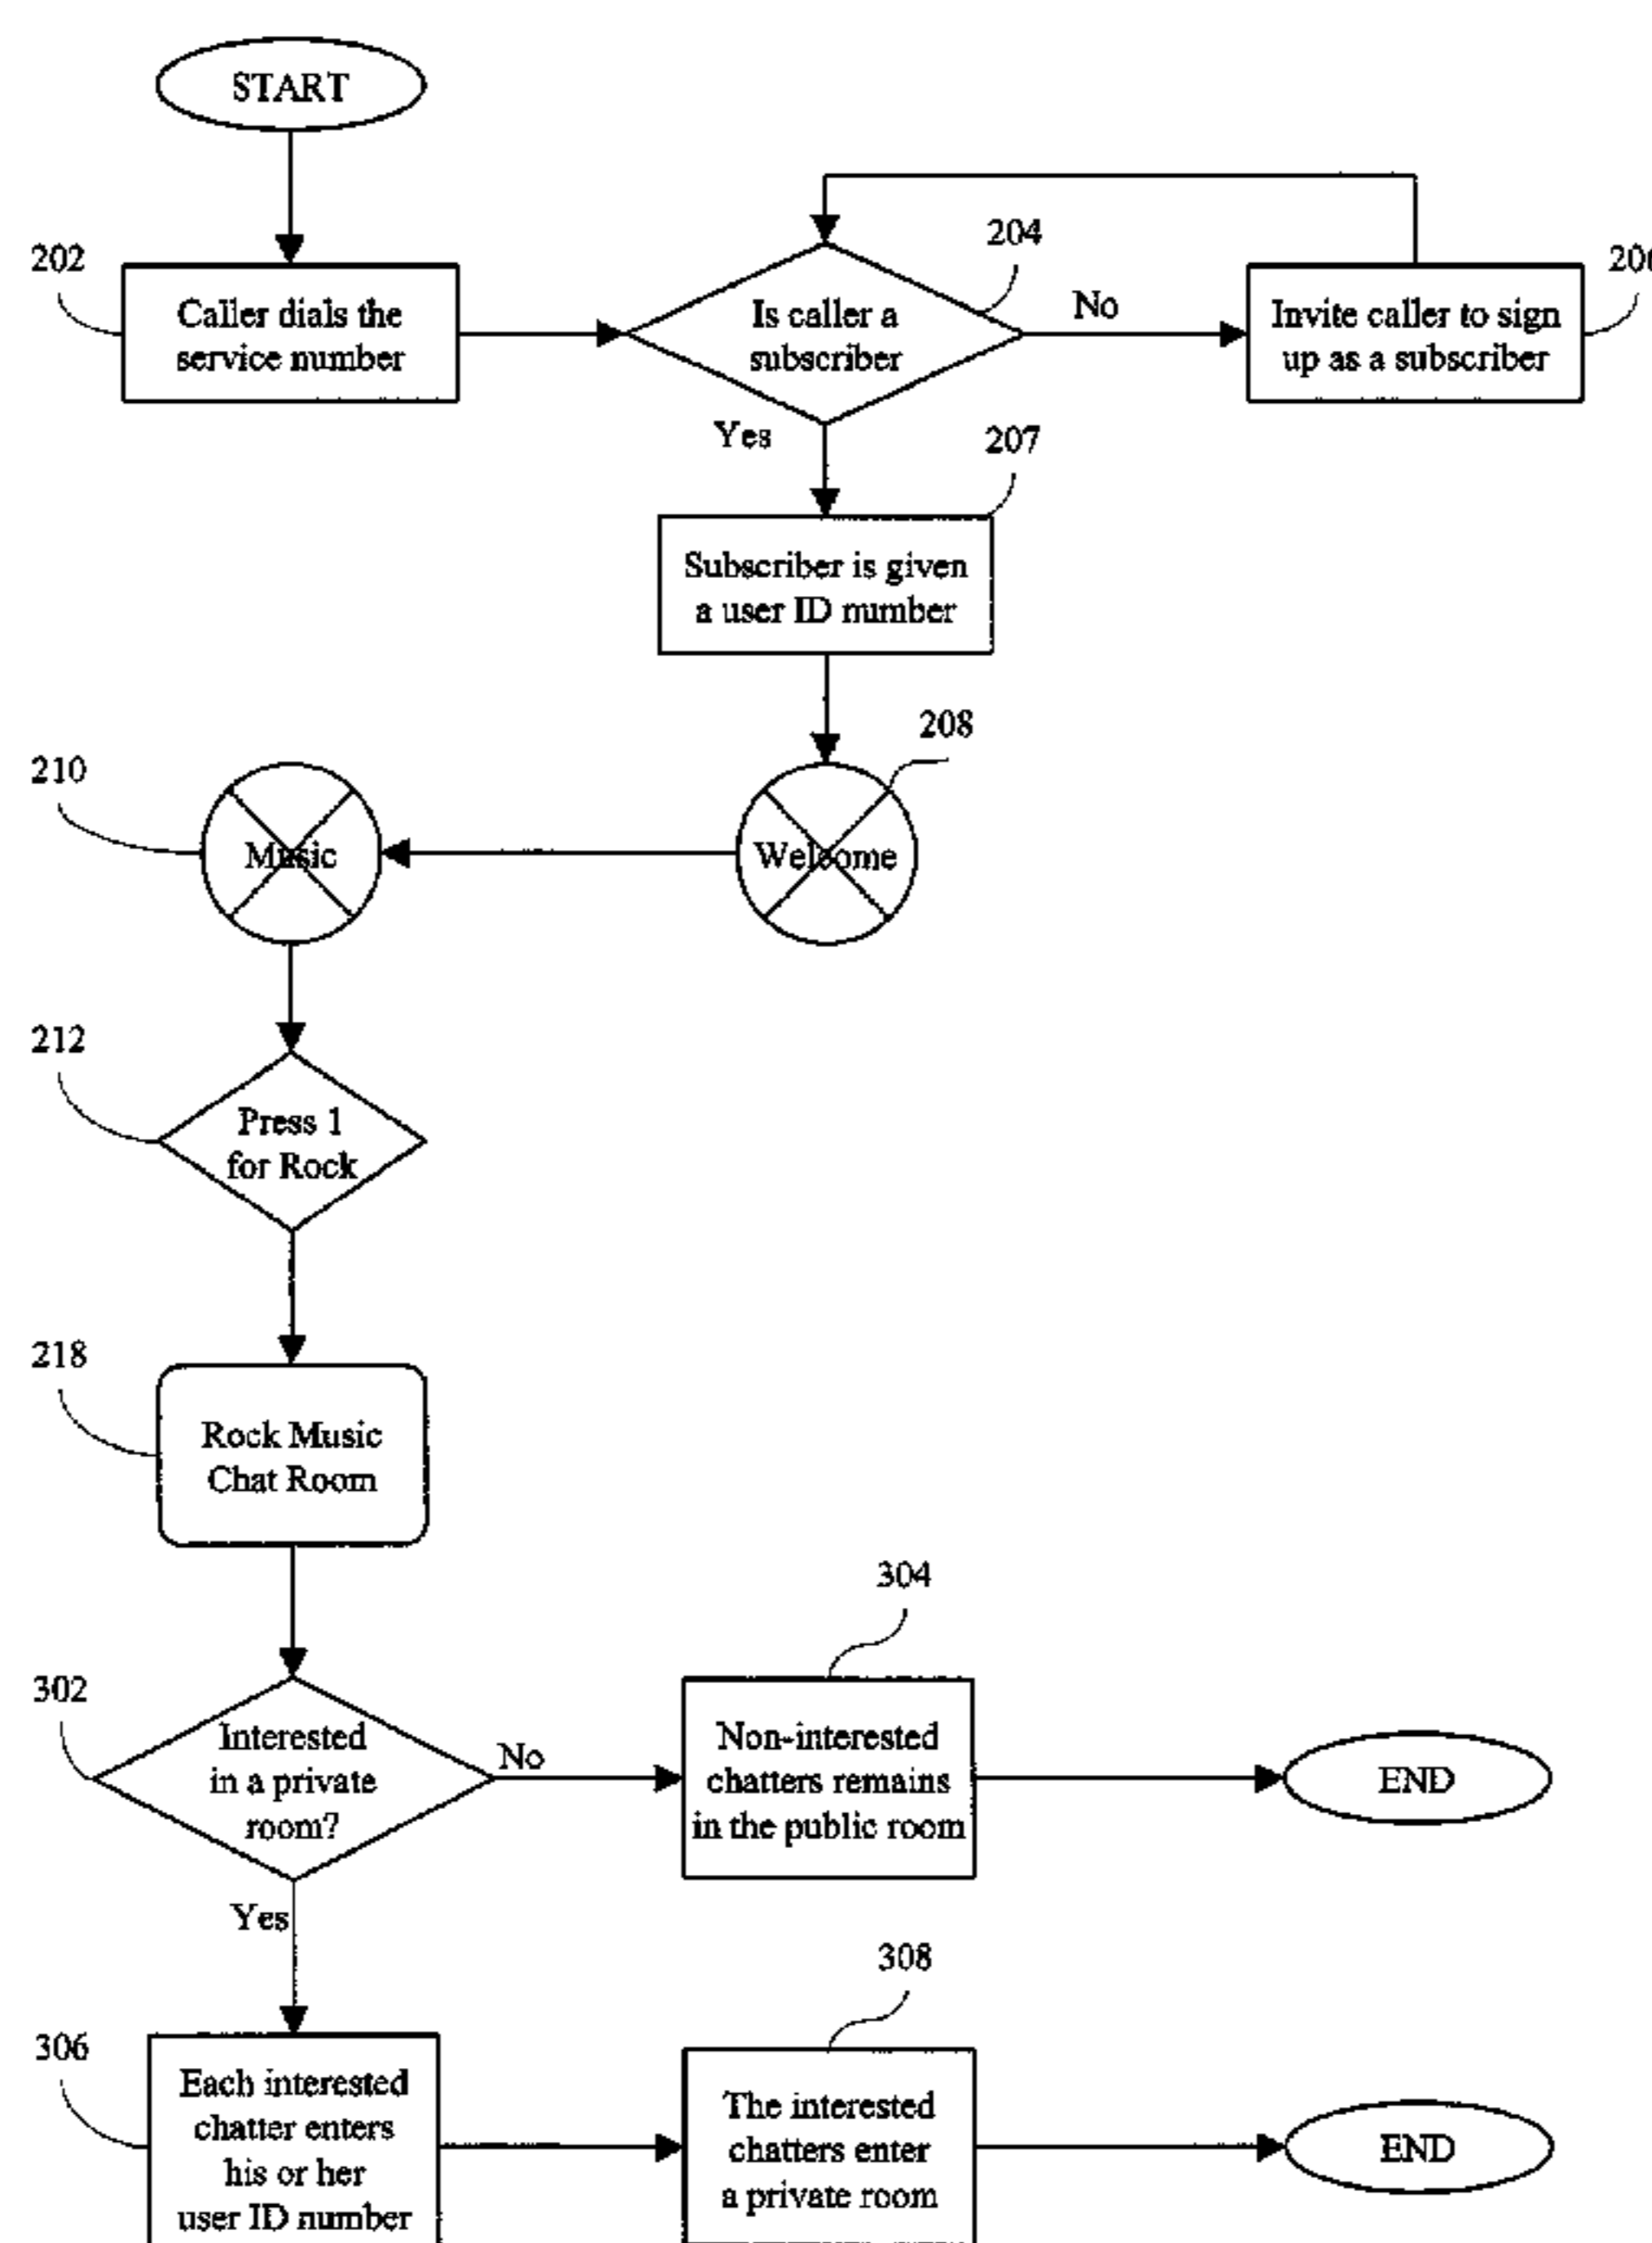 START
202
Caller dials the
service number
204
Is caller a
subscriber
No
Invite caller to sign
up as a subscriber
Yes
207
Subscriber is given
a user ID number
208
Welcome
210
Music
212
Press 1
for Rock
218
Rock Music
Chat Room
302
Interested
in a private
room?
No
304
Non-interested
chatters remains
in the public room
END
Yes
306
Each interested
chatter enters
his or her
user ID number
308
The interested
chatters enter
a private room
END